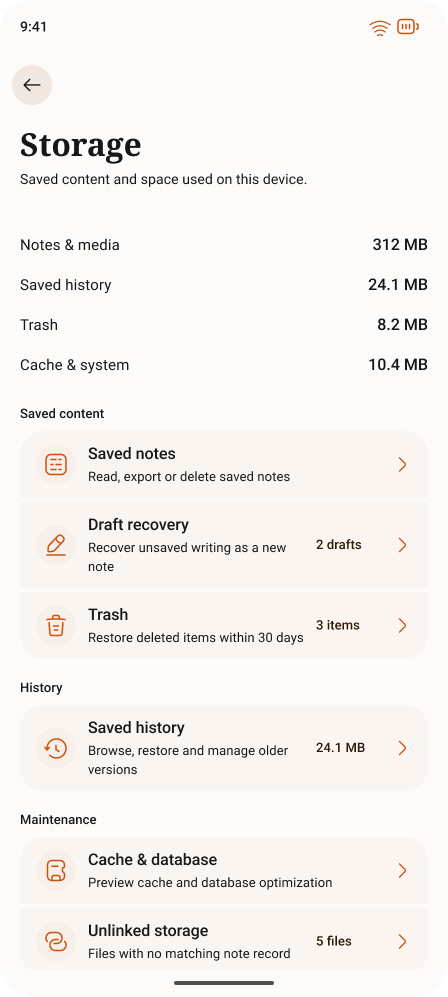 9:41
Storage
Saved content and space used on this device.
Notes & media 312 MB
Saved history 24.1 MB
Trash 8.2 MB
Cache & system 10.4 MB
Saved content
Saved notes
Read, export or delete saved notes
Draft recovery
Recover unsaved writing as a new
note
2 drafts
Trash
Restore deleted items within 30 days
3 items
History
Saved history
Browse, restore and manage older
versions
24.1 MB
Maintenance
Cache & database
Preview cache and database optimization
Unlinked storage
Files with no matching note record
5 files